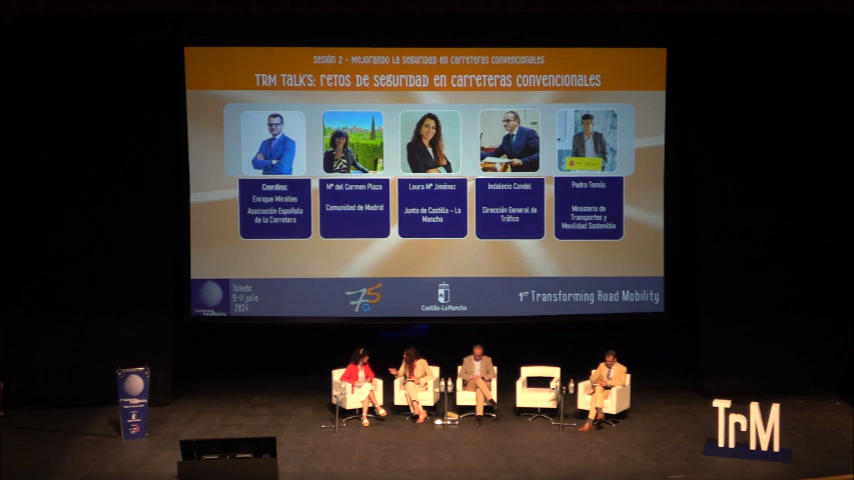 Sesión 2 - Mejorando la seguridad en carreteras convencionales
TRM Talk's: Retos de seguridad en carreteras convencionales
Coordina:
Enrique Miralles
Asociación Española
de la Carretera
Mª del Carmen Plaza
Comunidad de Madrid
Laura Mª Jiménez
Junta de Castilla - La
Mancha
Indalecio Candel
Dirección General de
Tráfico
Pedro Tomás
Ministerio de
Transportes y
Movilidad Sostenible
Toledo
9-11 julio
2024
75
Castilla-La Mancha
1ST Transforming Road Mobility
TrM